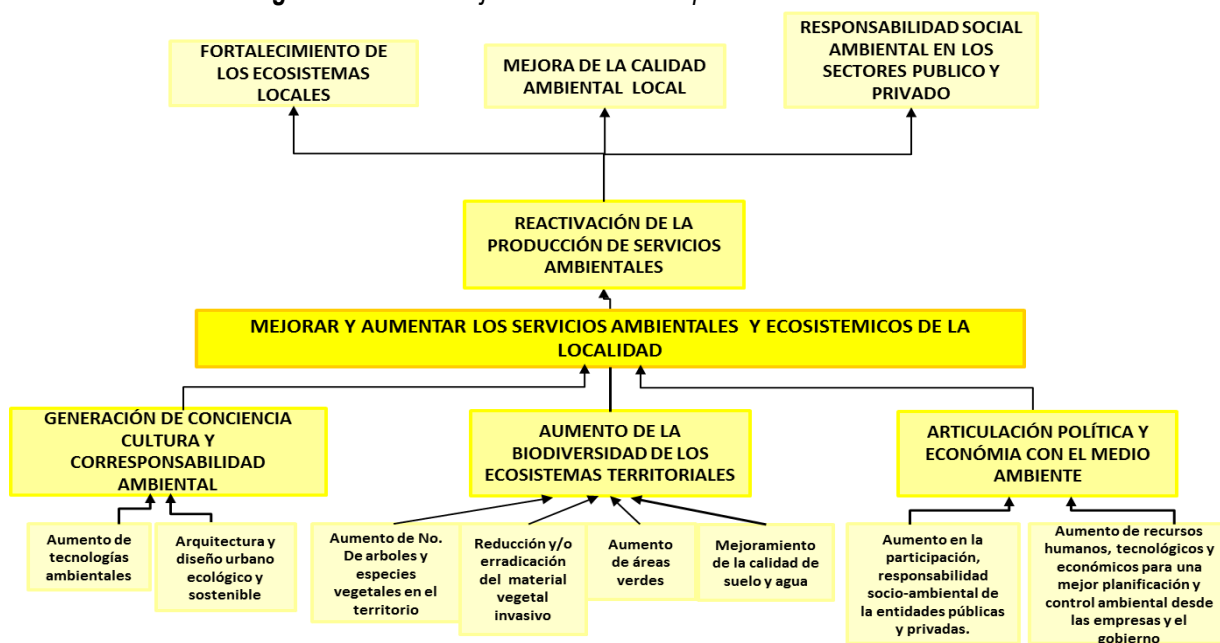 FORTALECIMIENTO DE
LOS ECOSISTEMAS
LOCALES
MEJORA DE LA CALIDAD
AMBIENTAL LOCAL
RESPONSABILIDAD SOCIAL
AMBIENTAL EN LOS
SECTORES PUBLICO Y
PRIVADO
REACTIVACIÓN DE LA
PRODUCCIÓN DE SERVICIOS
AMBIENTALES
MEJORAR Y AUMENTAR LOS SERVICIOS AMBIENTALES Y ECOSISTEMICOS DE LA
LOCALIDAD
GENERACIÓN DE CONCIENCIA
CULTURA Y
CORRESPONSABILIDAD
AMBIENTAL
AUMENTO DE LA
BIODIVERSIDAD DE LOS
ECOSISTEMAS TERRITORIALES
ARTICULACIÓN POLÍTICA Y
ECONÓMIA CON EL MEDIO
AMBIENTE
Aumento de
tecnologías
ambientales
Arquitectura y
diseño urbano
ecológico y
sostenible
Aumento de No.
De arboles y
especies
vegetales en el
territorio
Reducción y/o
erradicación
del material
vegetal
invasivo
Aumento
de áreas
verdes
Mejoramiento
de la calidad de
suelo y agua
Aumento en la
participación,
responsabilidad
socio-ambiental de
la entidades públicas
y privadas.
Aumento de recursos
humanos, tecnológicos y
económicos para una
mejor planificación y
control ambiental desde
las empresas y el
gobierno